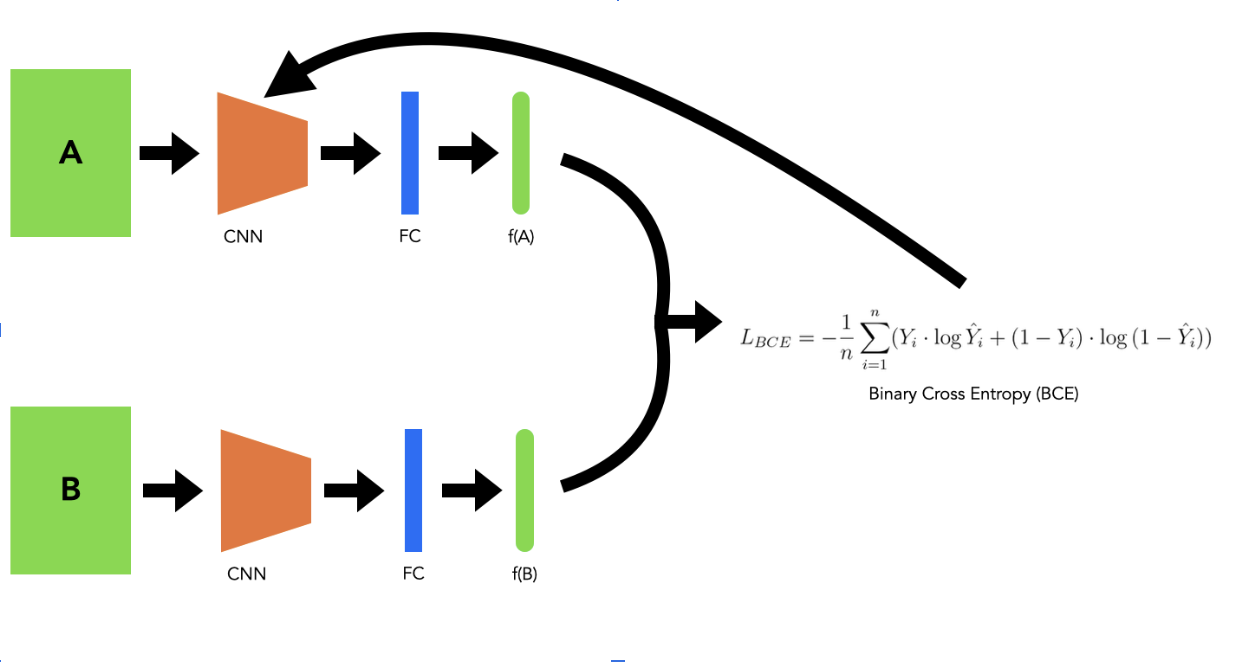 A
CNN
FC
f(A)
L_{BCE} = -\frac{1}{n} \sum_{i=1}^{n} (Y_i \cdot \log \hat{Y}_i + (1 - Y_i) \cdot \log (1 - \hat{Y}_i))
Binary Cross Entropy (BCE)
B
CNN
FC
f(B)